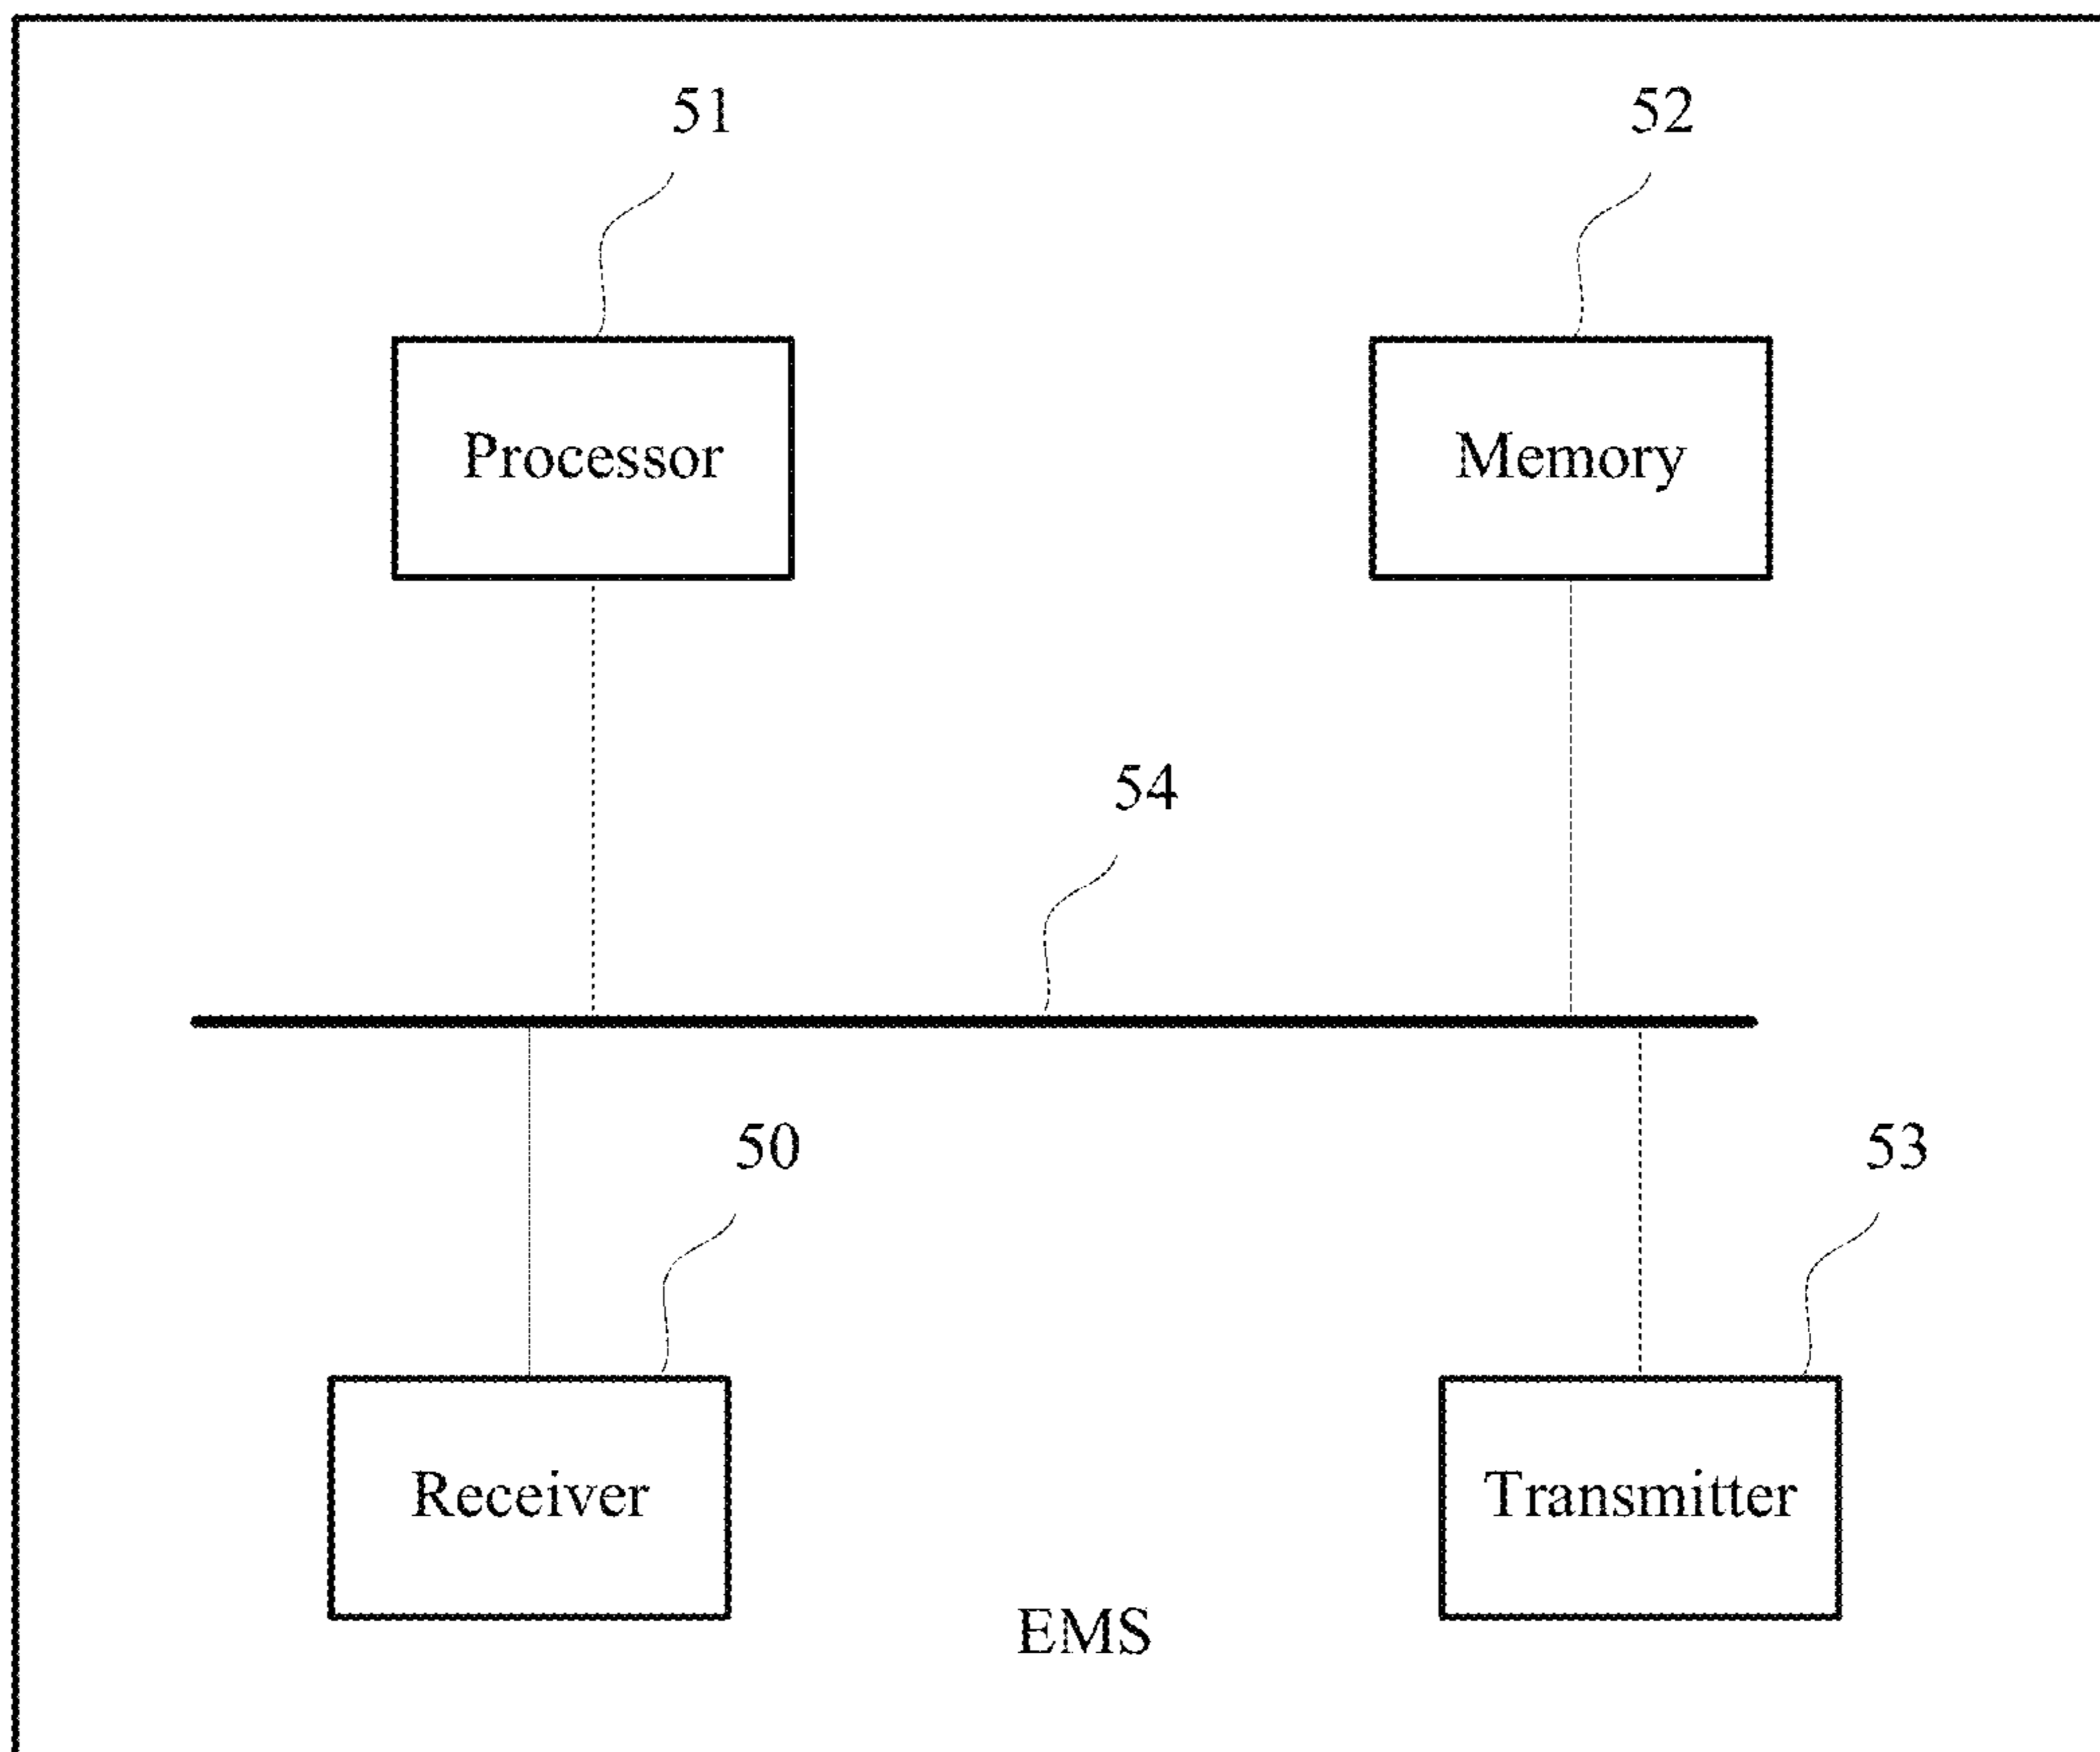 51
52
Processor
Memory
54
50
53
Receiver
Transmitter
EMS